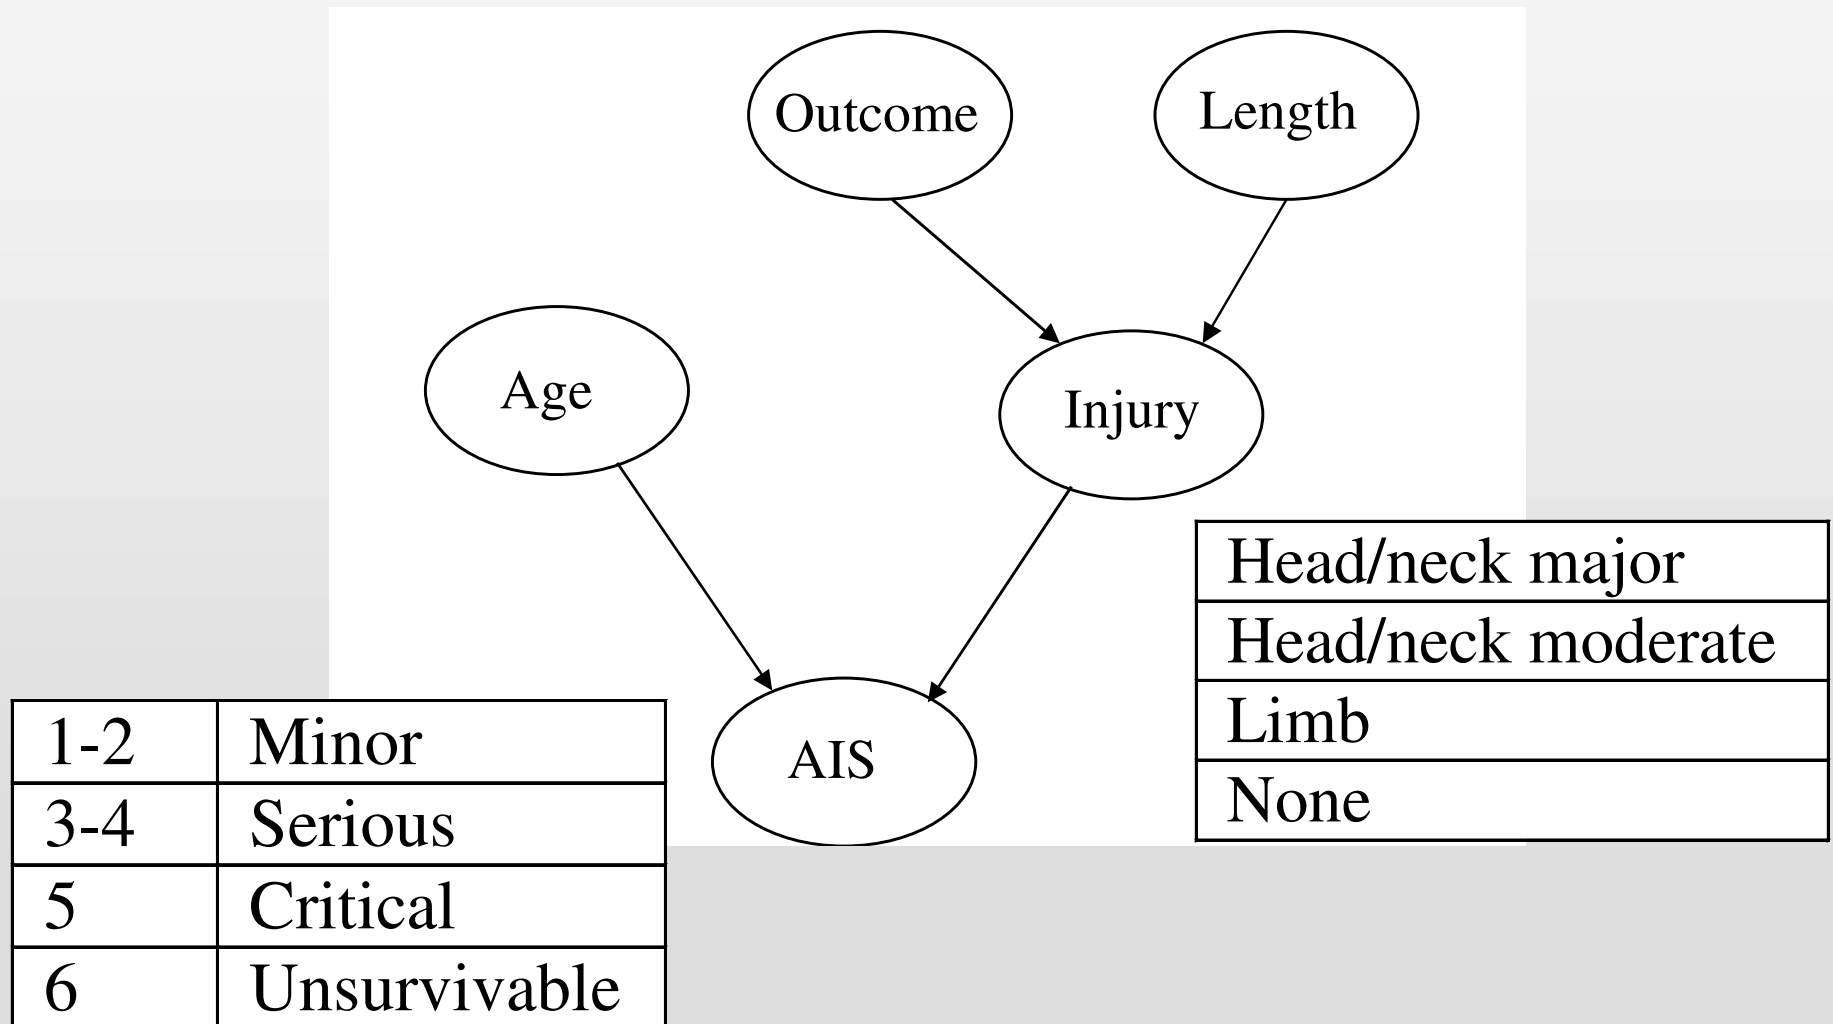 Outcome
Length
Age
Injury
AIS
Head/neck major
Head/neck moderate
Limb
None
1-2 Minor
3-4 Serious
5 Critical
6 Unsurvivable